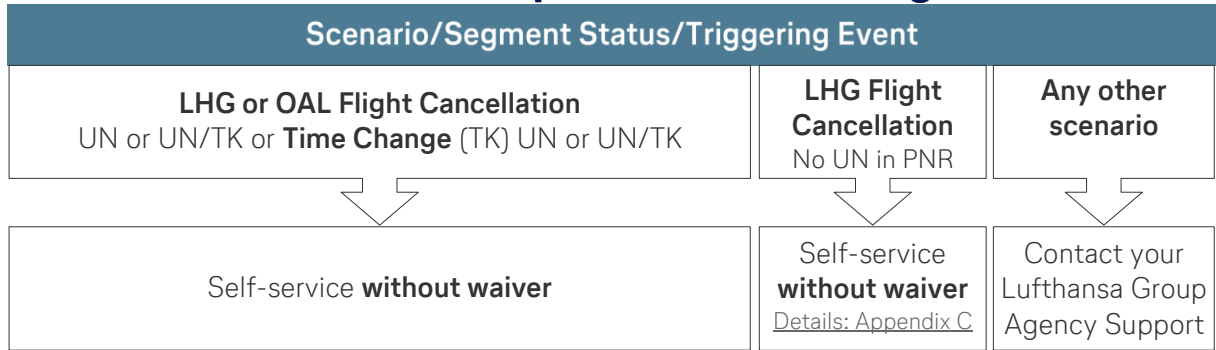 Scenario/Segment Status/Triggering Event
LHG or OAL Flight Cancellation
UN or UN/TK or Time Change (TK) UN or UN/TK
LHG Flight
Cancellation
No UN in PNR
Any other
scenario
Self-service without waiver
Self-service
without waiver
Details: Appendix C
Contact your
Lufthansa Group
Agency Support